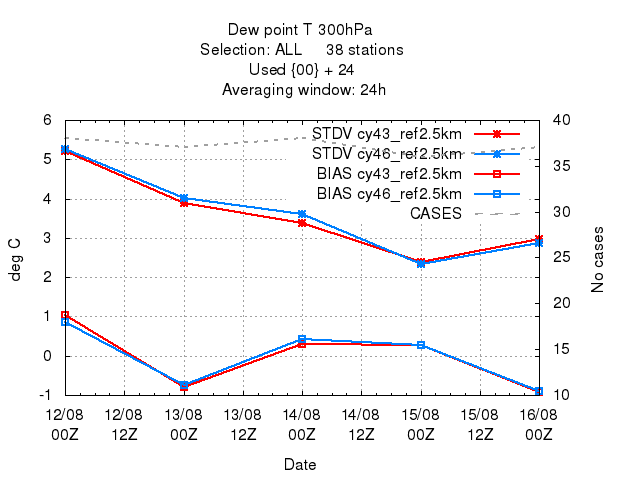 Dew point T 300hPa
Selection: ALL 38 stations
Used {00} + 24
Averaging window: 24h
6 40
STDV cy43_ref2.5km
STDV cy46_ref2.5km
5 35
BIAS cy43_ref2.5km
BIAS cy46_ref2.5km
4
CASES
30
3 25
deg C
No cases
2
20
1
15
0
-1 10
12/08 12/08 13/08 13/08 14/08 14/08 15/08 15/08 16/08
00Z 12Z 00Z 12Z 00Z 12Z 00Z 12Z 00Z
Date